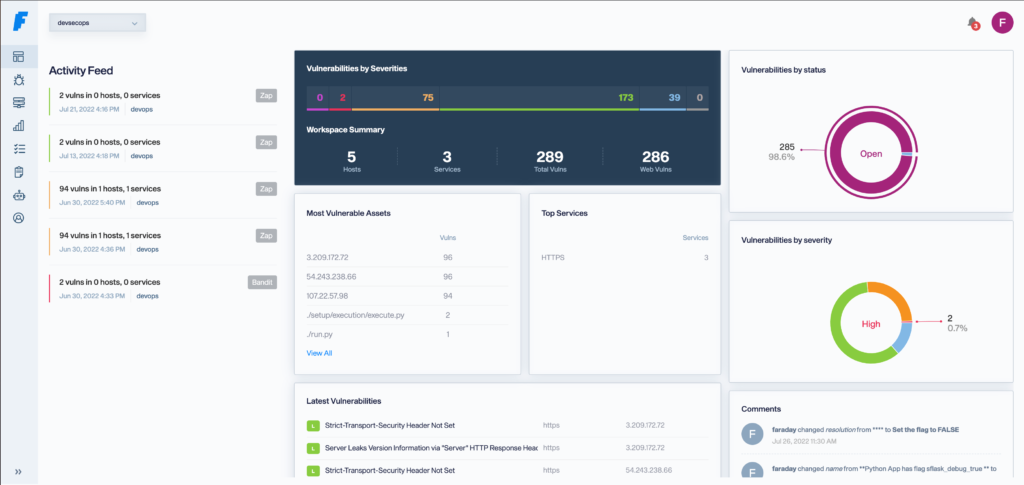 devsecops
3
F
Activity Feed
2 vulns in 0 hosts, 0 services
Zap
Jul 21, 2022 4:16 PM
devops
2 vulns in 0 hosts, 0 services
Zap
Jul 13, 2022 4:18 PM
devops
94 vulns in 1 hosts, 1 services
Zap
Jun 30, 2022 5:40 PM
devops
94 vulns in 1 hosts, 1 services
Zap
Jun 30, 2022 4:36 PM
devops
2 vulns in 0 hosts, 0 services
Bandit
Jun 30, 2022 4:33 PM
devops
Vulnerabilities by Severities
0 2 75 173 39 0
Workspace Summary
5 3 289 286
Hosts Services Total Vulns Web Vulns
Most Vulnerable Assets
Vulns
3.209.172.72 96
54.243.238.66 96
107.22.57.98 94
./setup/execution/execute.py 2
./run.py 1
View All
Top Services
Services
HTTPS 3
Latest Vulnerabilities
L Strict-Transport-Security Header Not Set https 3.209.172.72
L Server Leaks Version Information via "Server" HTTP Response Head https 3.209.172.72
L Strict-Transport-Security Header Not Set https 54.243.238.66
Vulnerabilities by status
285
98.6%
Open
Vulnerabilities by severity
High
2
0.7%
Comments
F
faraday changed resolution from **** to Set the flag to FALSE
Jul 26, 2022 11:30 AM
F
faraday changed name from **Python App has flag sflask_debug_true ** to